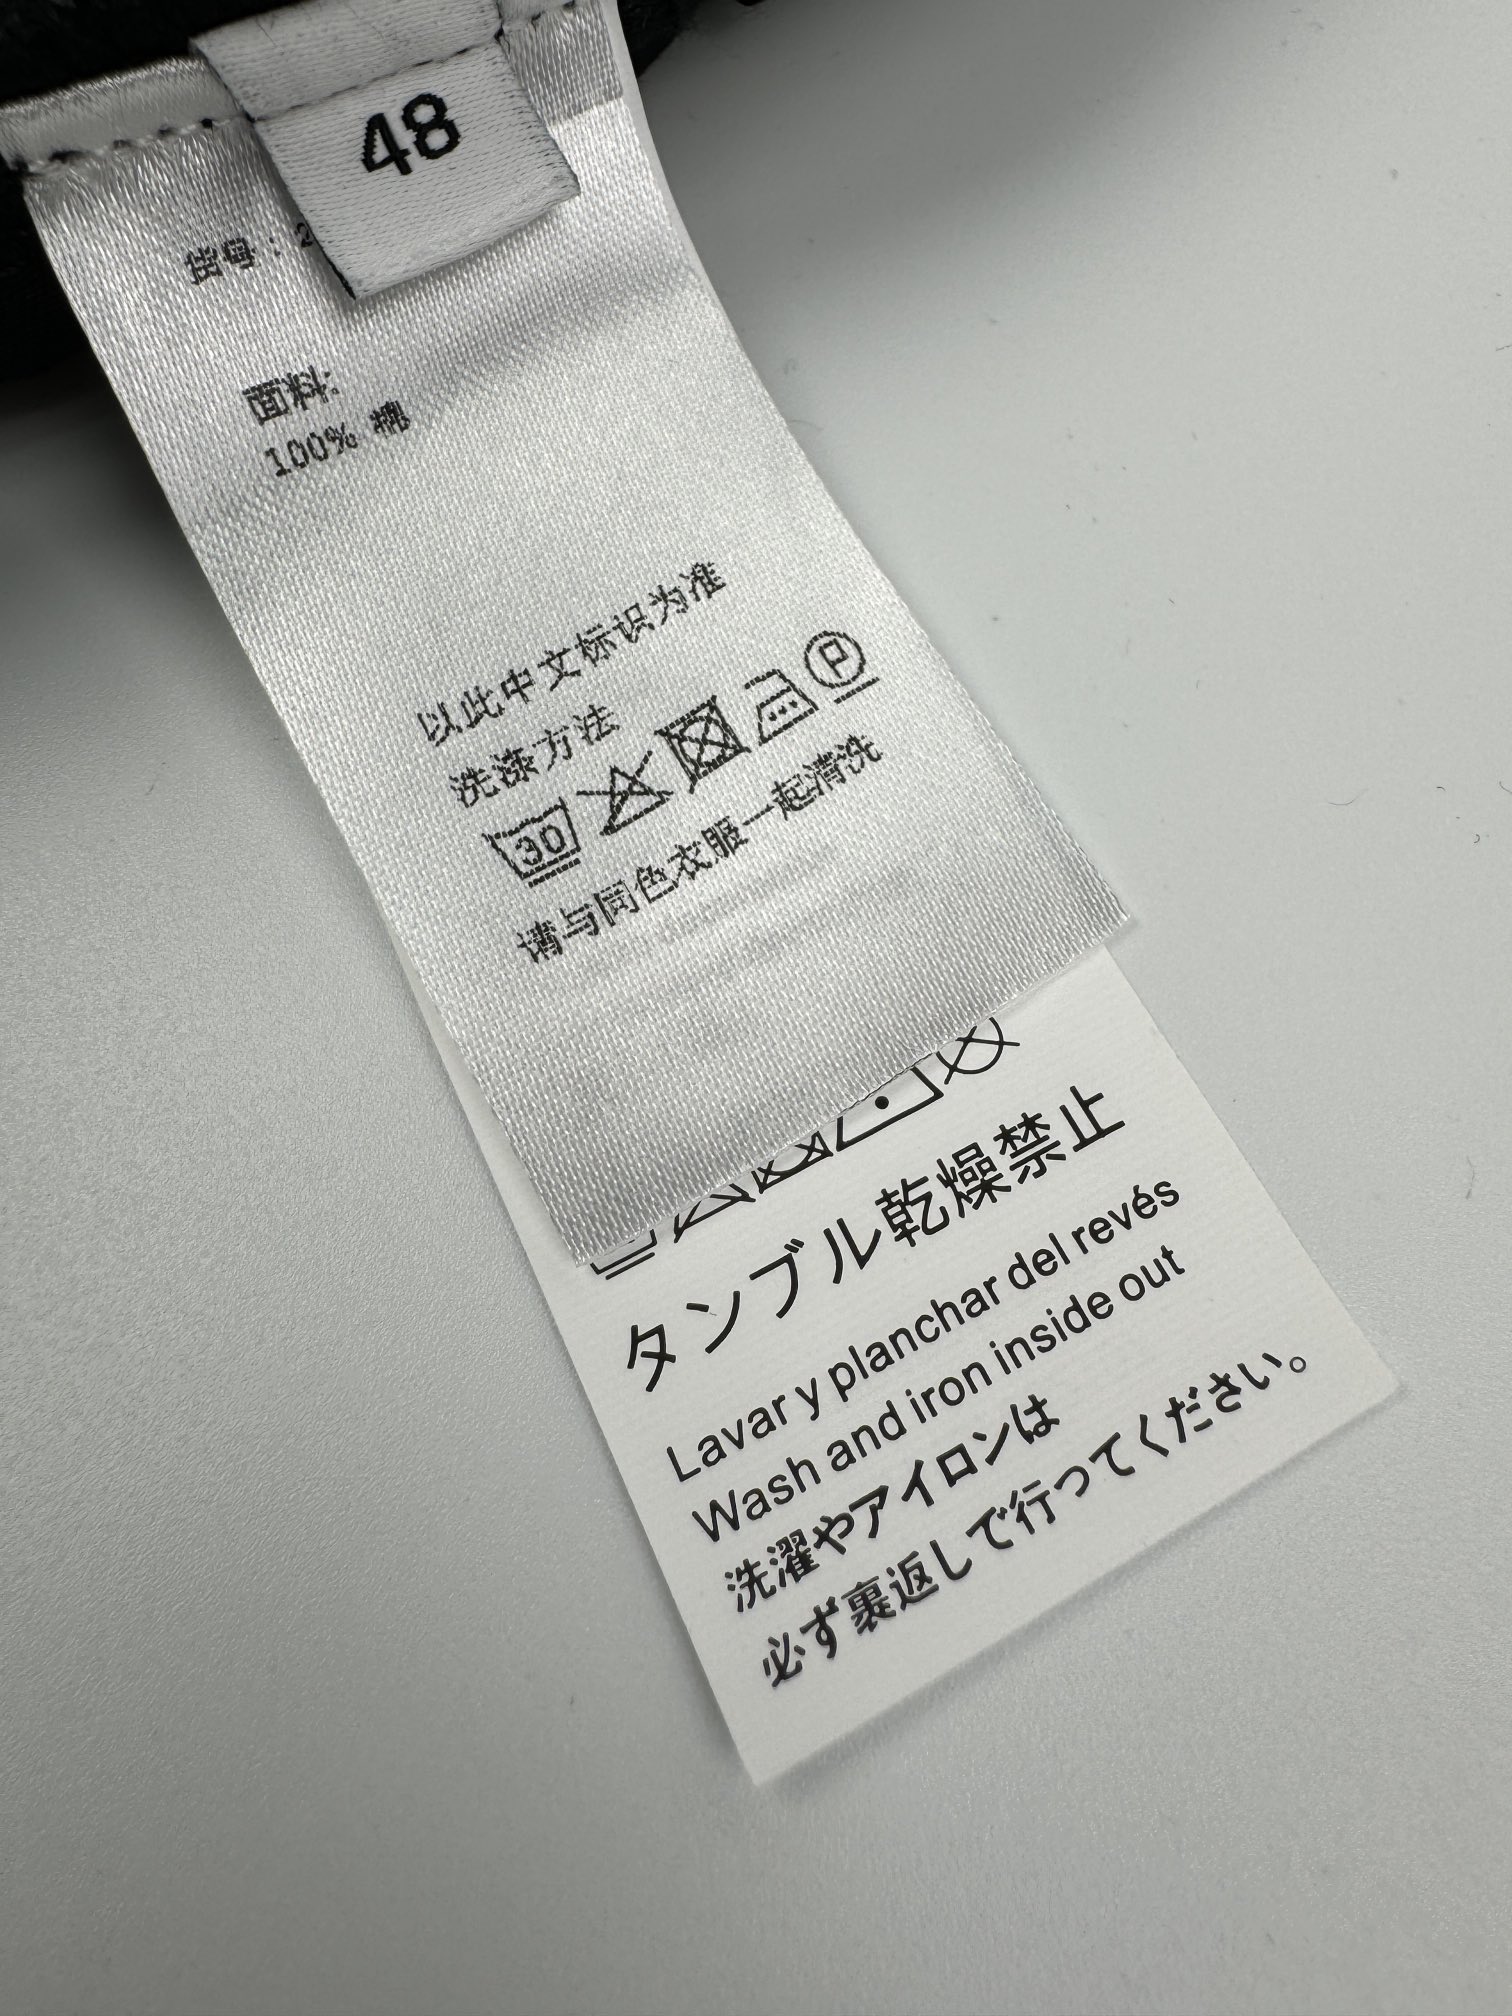 48
货号: 2
面料:
100% 棉
以此中文标识为准
洗涤方法
30
P
请与同色衣服一起清洗
タンブル乾燥禁止
Lavar y planchar del revés
Wash and iron inside out
洗濯やアイロンは
必ず裏返しで行ってください。